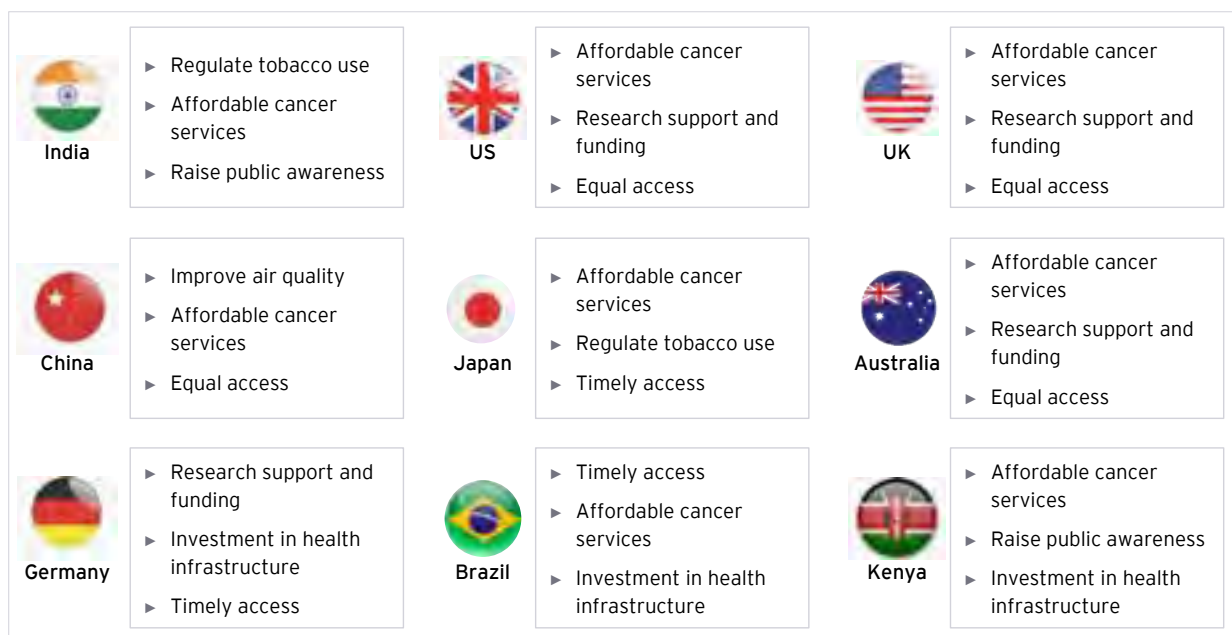 India
► Regulate tobacco use
► Affordable cancer
services
► Raise public awareness
US
► Affordable cancer
services
► Research support and
funding
► Equal access
UK
► Affordable cancer
services
► Research support and
funding
► Equal access
China
► Improve air quality
► Affordable cancer
services
► Equal access
Japan
► Affordable cancer
services
► Regulate tobacco use
► Timely access
Australia
► Affordable cancer
services
► Research support and
funding
► Equal access
Germany
► Research support and
funding
► Investment in health
infrastructure
► Timely access
Brazil
► Timely access
► Affordable cancer
services
► Investment in health
infrastructure
Kenya
► Affordable cancer
services
► Raise public awareness
► Investment in health
infrastructure